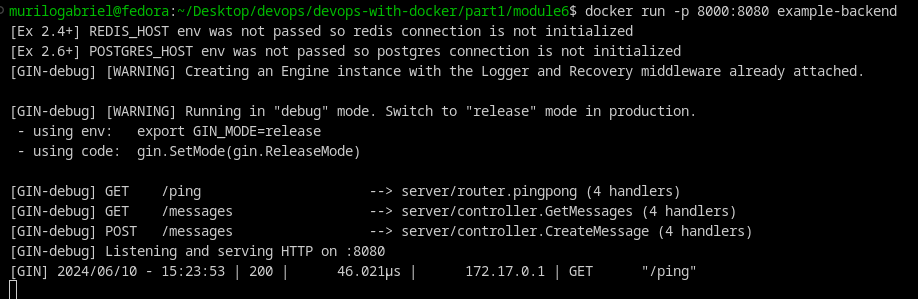 murilogabriel@fedora:~/Desktop/devops/devops-with-docker/part1/module6$ docker run -p 8000:8080 example-backend
[Ex 2.4+] REDIS_HOST env was not passed so redis connection is not initialized
[Ex 2.6+] POSTGRES_HOST env was not passed so postgres connection is not initialized
[GIN-debug] [WARNING] Creating an Engine instance with the Logger and Recovery middleware already attached.
[GIN-debug] [WARNING] Running in "debug" mode. Switch to "release" mode in production.
 - using env:   export GIN_MODE=release
 - using code:  gin.SetMode(gin.ReleaseMode)
[GIN-debug] GET    /ping                     --> server/router.pingpong (4 handlers)
[GIN-debug] GET    /messages                 --> server/controller.GetMessages (4 handlers)
[GIN-debug] POST   /messages                 --> server/controller.CreateMessage (4 handlers)
[GIN-debug] Listening and serving HTTP on :8080
[GIN] 2024/06/10 - 15:23:53 | 200 |      46.021µs |      172.17.0.1 | GET      "/ping"